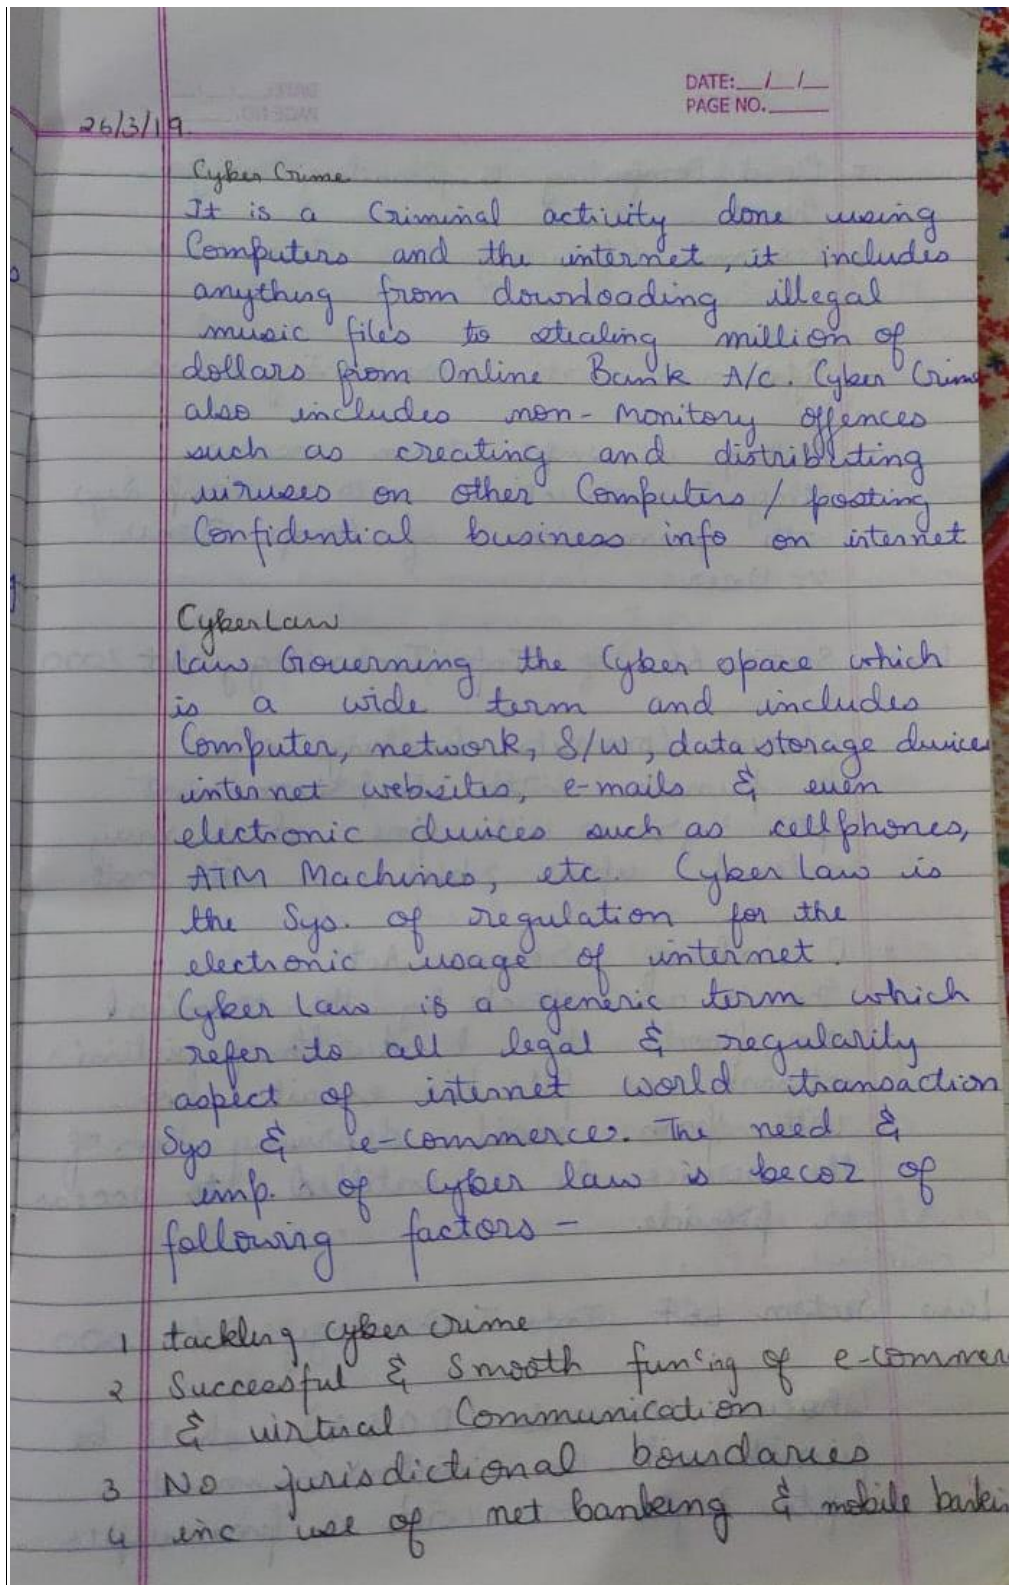 DATE: __/__/__
PAGE NO. ____
26/3/19.
Cyber Crime
It is a Criminal activity done using
Computers and the internet, it includes
anything from downloading illegal
music files to stealing million of
dollars from Online Bank A/C. Cyber Crime
also includes non-monitory offences
such as creating and distributing
viruses on other Computers / posting
Confidential business info on internet
Cyber Law
Law Governing the Cyber space which
is a wide term and includes
Computer, network, S/W, data storage devices
internet websites, e-mails & even
electronic devices such as cellphones,
ATM Machines, etc. Cyber law is
the Sys. of regulation for the
electronic usage of internet.
Cyber Law is a generic term which
refer to all legal & regularity
aspect of internet world transaction
Sys & e-commerces. The need &
imp. of Cyber law is becoz of
following factors -
1 tackling cyber crime
2 Successful & Smooth func'ing of e-commer
& virtual Communication
3 No jurisdictional boundaries
4 inc use of net banking & mobile bankin